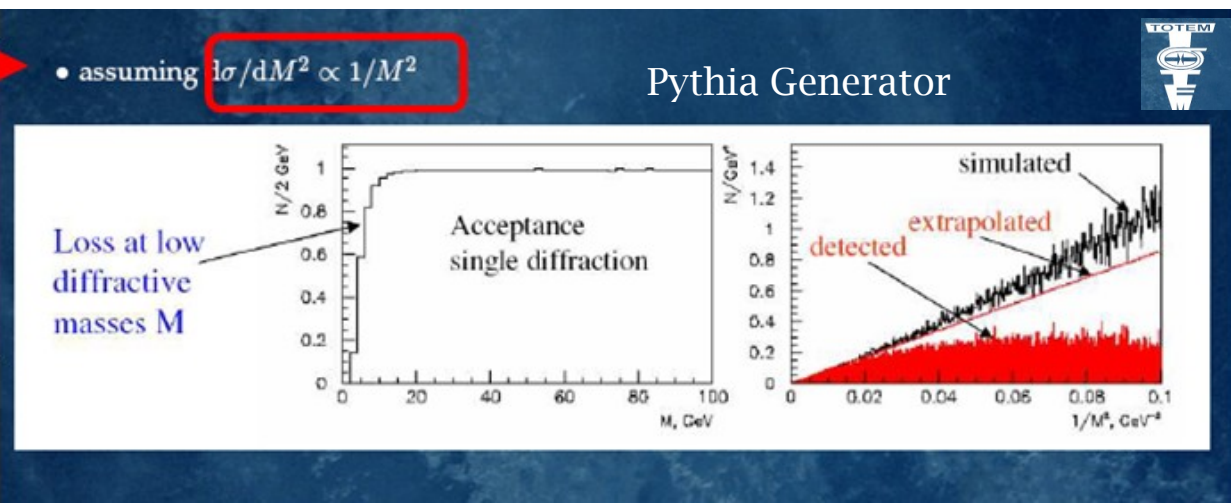 • assuming dσ/dM² ∝ 1/M²
Pythia Generator
TOTEM
Loss at low
diffractive
masses M
N/2 GeV
1
0.8
0.6
0.4
0.2
0
Acceptance
single diffraction
0 20 40 60 80 100
M, GeV
N/GeV⁴
1.4
1.2
1
0.8
0.6
0.4
0.2
0
simulated
extrapolated
detected
0 0.02 0.04 0.06 0.08 0.1
1/M², GeV⁻²